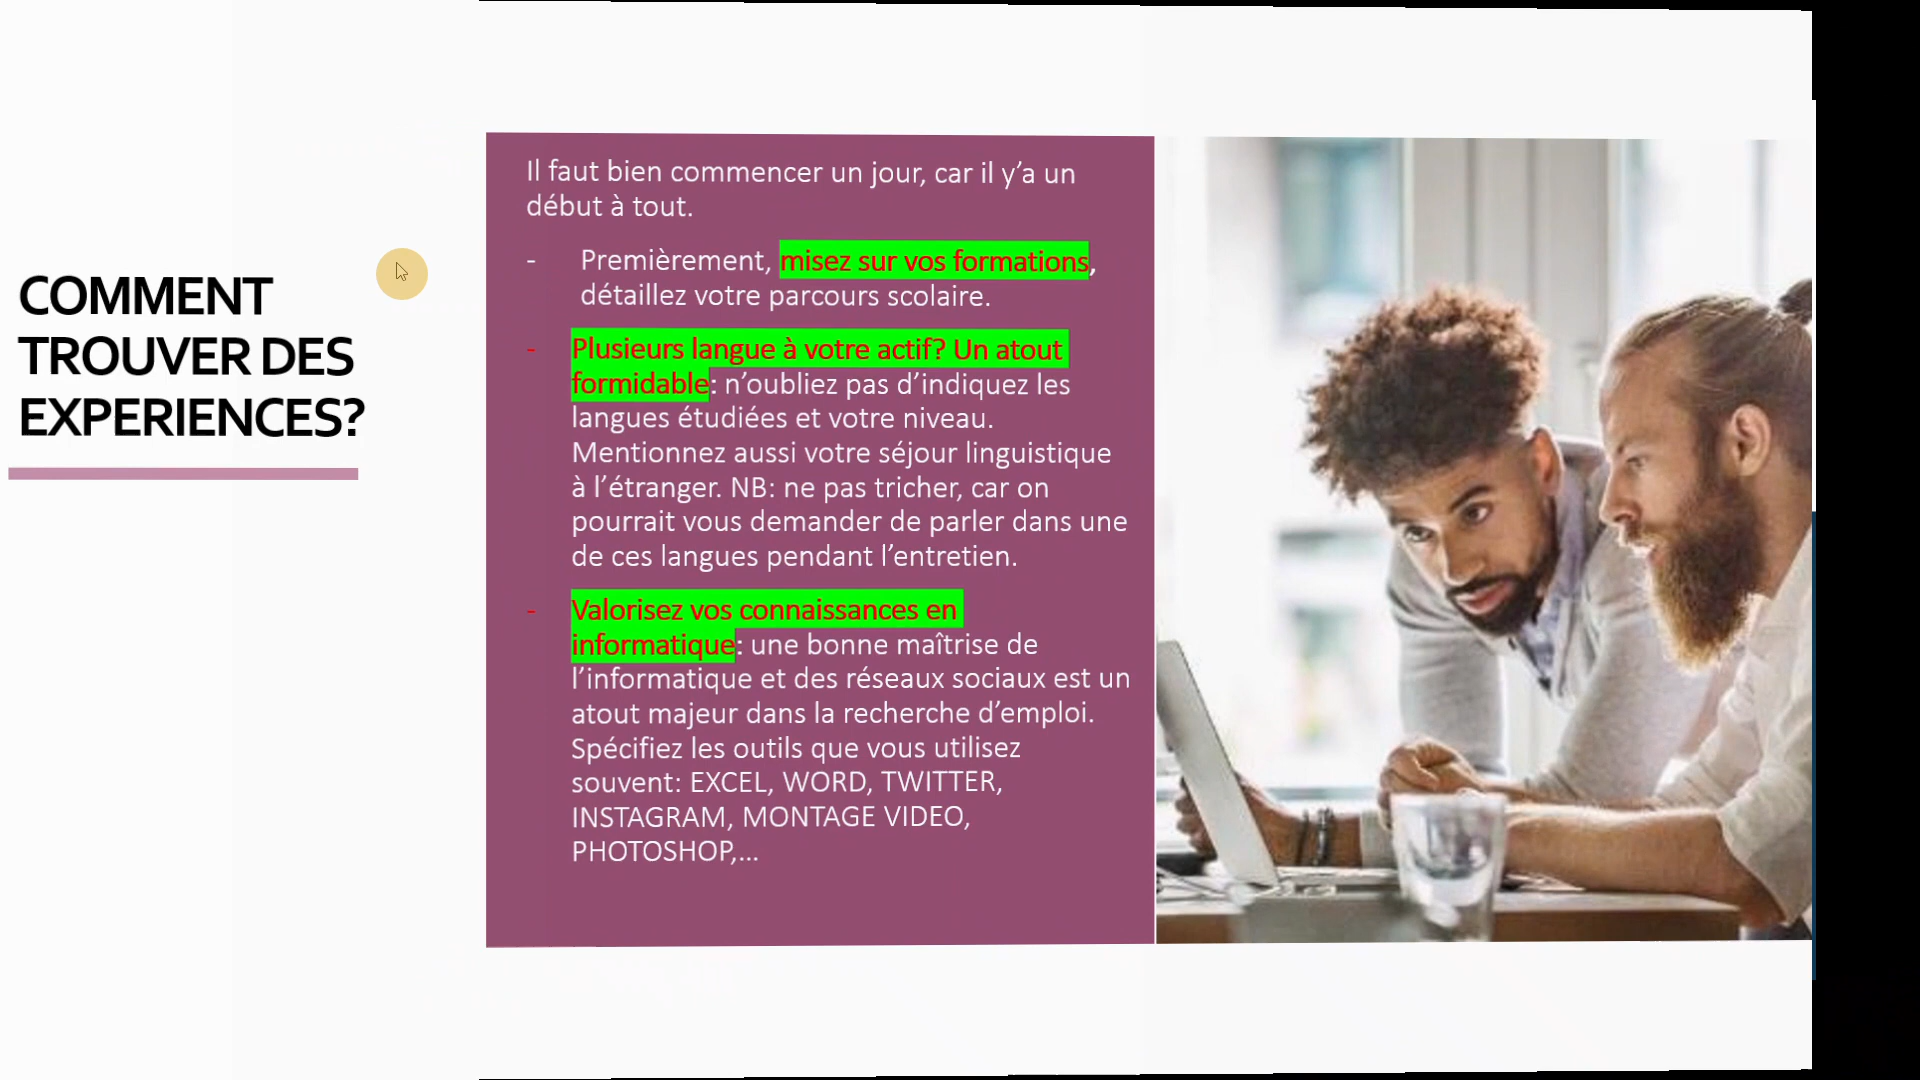 COMMENT
TROUVER DES
EXPERIENCES?
Il faut bien commencer un jour, car il y’a un
début à tout.
- Premièrement, misez sur vos formations,
détaillez votre parcours scolaire.
- Plusieurs langue à votre actif? Un atout
formidable: n’oubliez pas d’indiquez les
langues étudiées et votre niveau.
Mentionnez aussi votre séjour linguistique
à l’étranger. NB: ne pas tricher, car on
pourrait vous demander de parler dans une
de ces langues pendant l’entretien.
- Valorisez vos connaissances en
informatique: une bonne maîtrise de
l’informatique et des réseaux sociaux est un
atout majeur dans la recherche d’emploi.
Spécifiez les outils que vous utilisez
souvent: EXCEL, WORD, TWITTER,
INSTAGRAM, MONTAGE VIDEO,
PHOTOSHOP,...